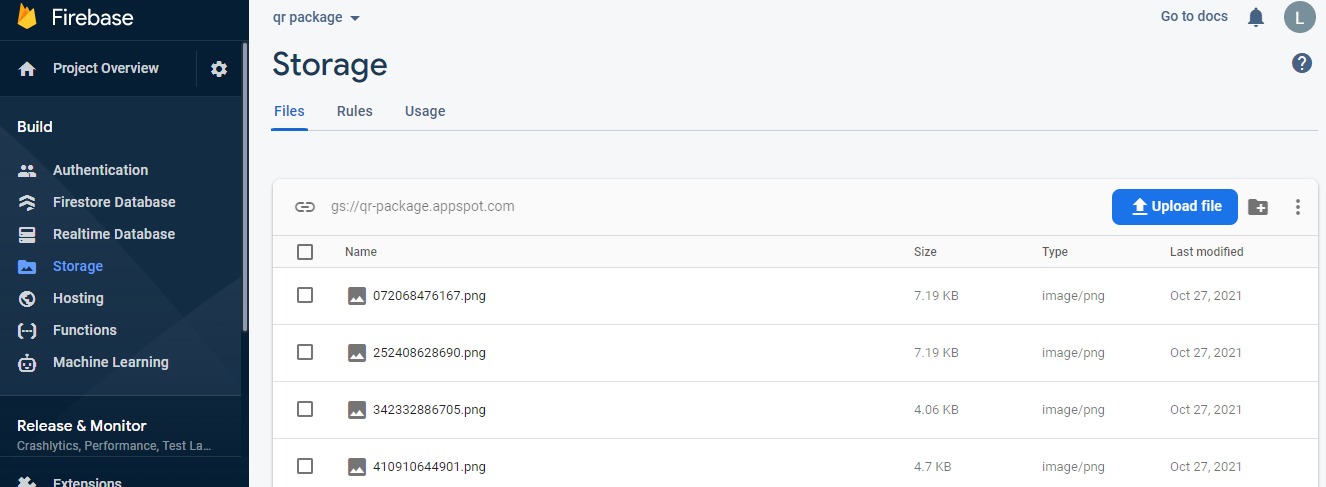 Firebase
Project Overview
Build
Authentication
Firestore Database
Realtime Database
Storage
Hosting
Functions
Machine Learning
Release & Monitor
Crashlytics, Performance, Test La...
Extensions
qr package
Go to docs
L
Storage
?
Files Rules Usage
gs://qr-package.appspot.com
Upload file
Name Size Type Last modified
072068476167.png 7.19 KB image/png Oct 27, 2021
252408628690.png 7.19 KB image/png Oct 27, 2021
342332886705.png 4.06 KB image/png Oct 27, 2021
410910644901.png 4.7 KB image/png Oct 27, 2021